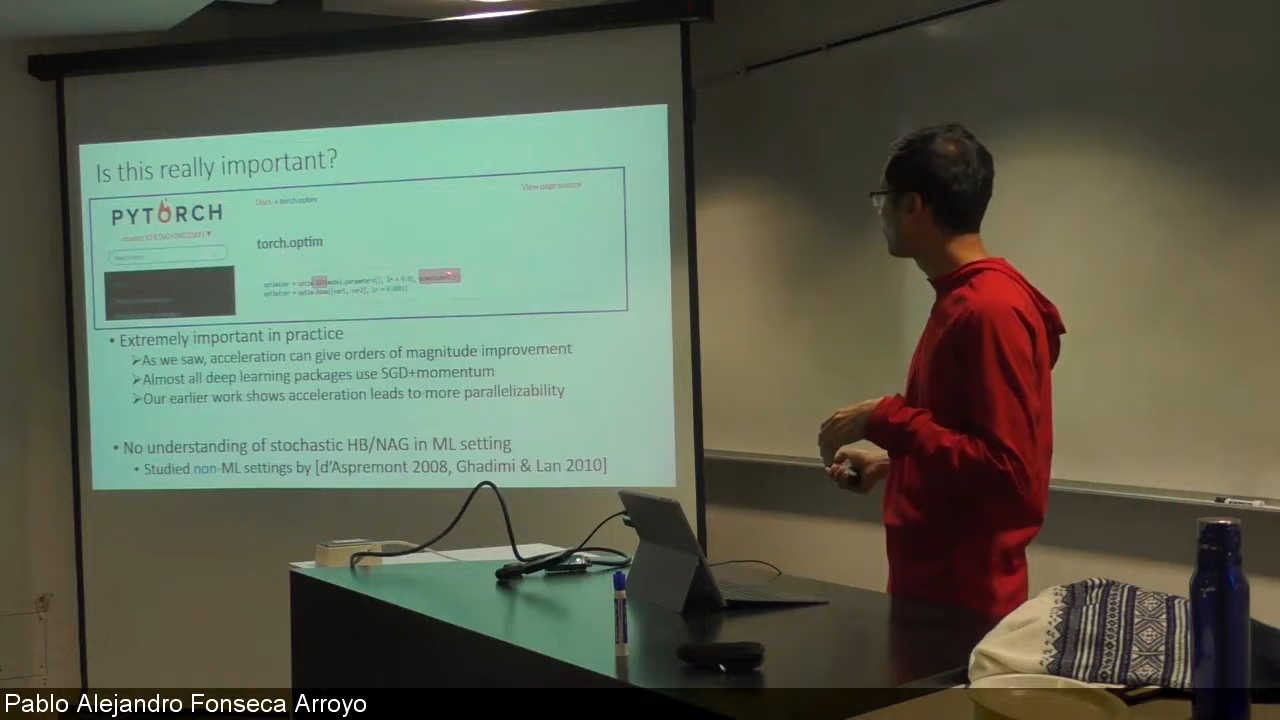 Is this really important?
View page source
PYTORCH
Docs » torch.optim
torch.optim
• Extremely important in practice
➢As we saw, acceleration can give orders of magnitude improvement
➢Almost all deep learning packages use SGD+momentum
➢Our earlier work shows acceleration leads to more parallelizability
• No understanding of stochastic HB/NAG in ML setting
• Studied non-ML settings by [d'Aspremont 2008, Ghadimi & Lan 2010]
Pablo Alejandro Fonseca Arroyo